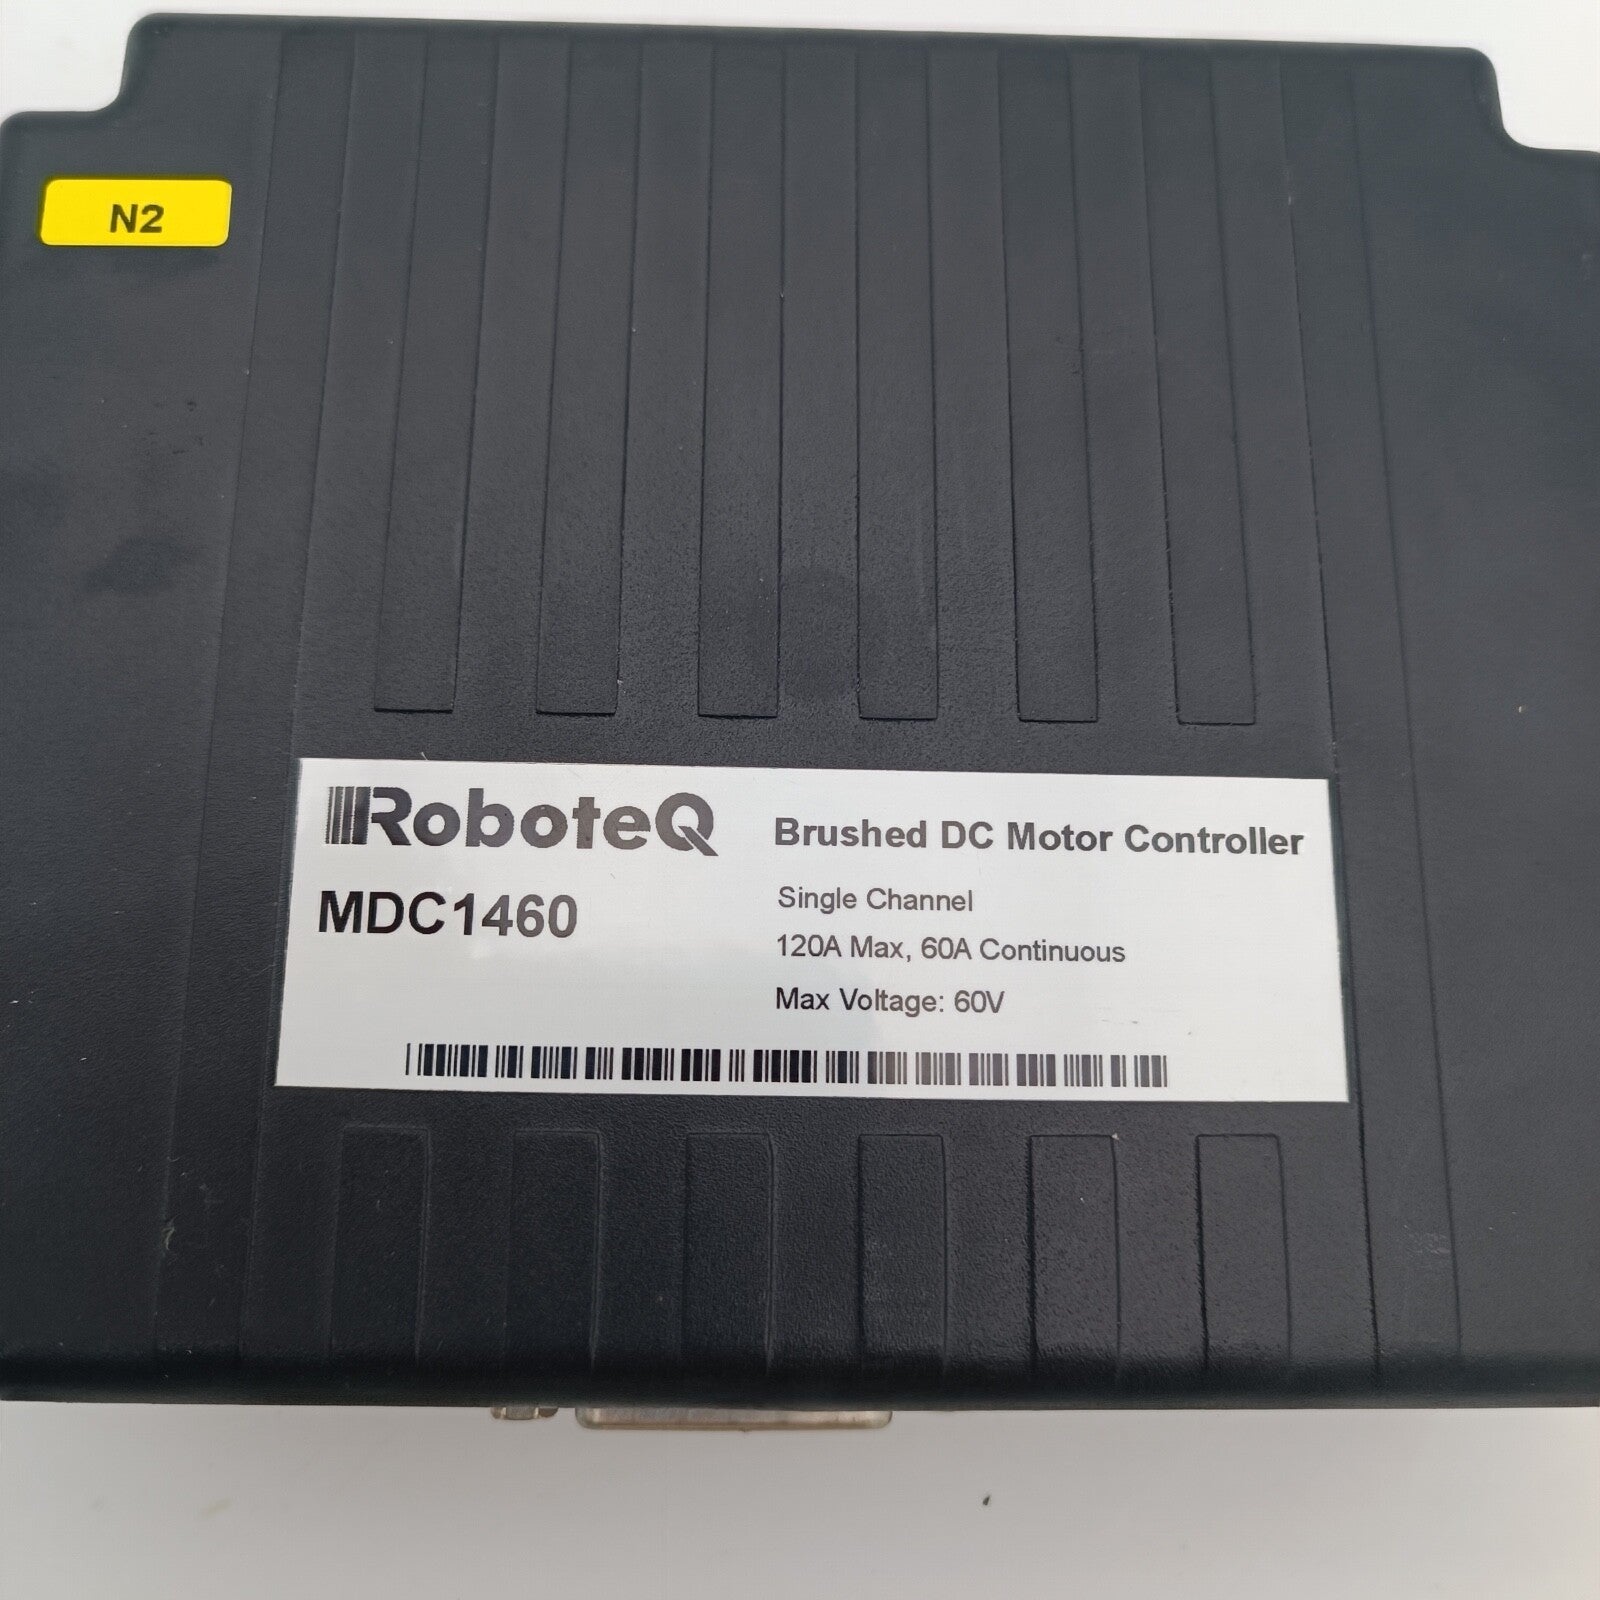 N2
RoboteQ
Brushed DC Motor Controller
MDC1460
Single Channel
120A Max, 60A Continuous
Max Voltage: 60V